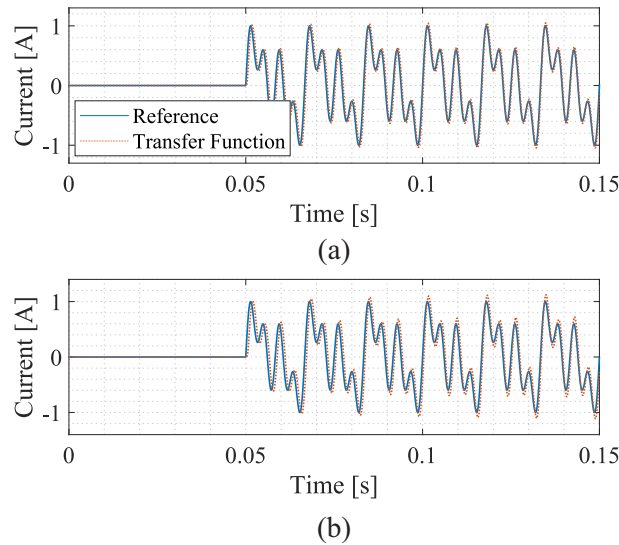 Current [A]
1
0
-1
Reference
Transfer Function
0
0.05
0.1
0.15
Time [s]
(a)
Current [A]
1
0
-1
0
0.05
0.1
0.15
Time [s]
(b)